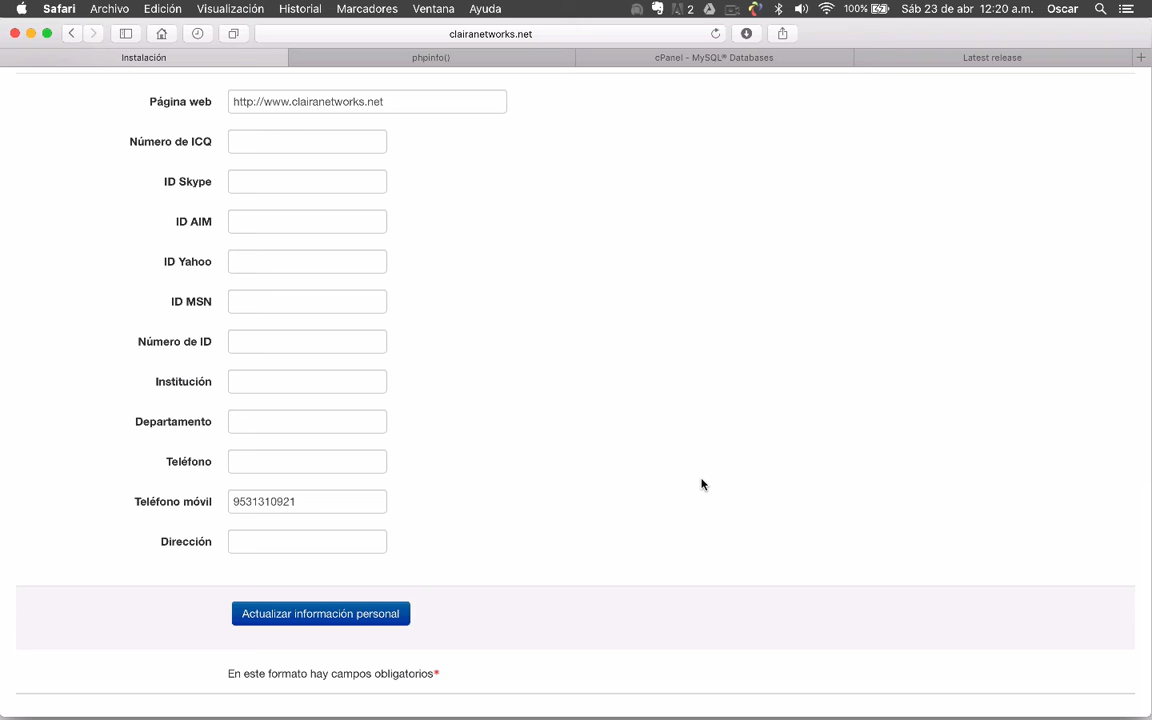 Safari Archivo Edición Visualización Historial Marcadores Ventana Ayuda 2 100% Sáb 23 de abr 12:20 a.m. Oscar
clairanetworks.net
Instalación phpinfo() cPanel - MySQL® Databases Latest release
Página web http://www.clairanetworks.net
Número de ICQ
ID Skype
ID AIM
ID Yahoo
ID MSN
Número de ID
Institución
Departamento
Teléfono
Teléfono móvil 9531310921
Dirección
Actualizar información personal
En este formato hay campos obligatorios*